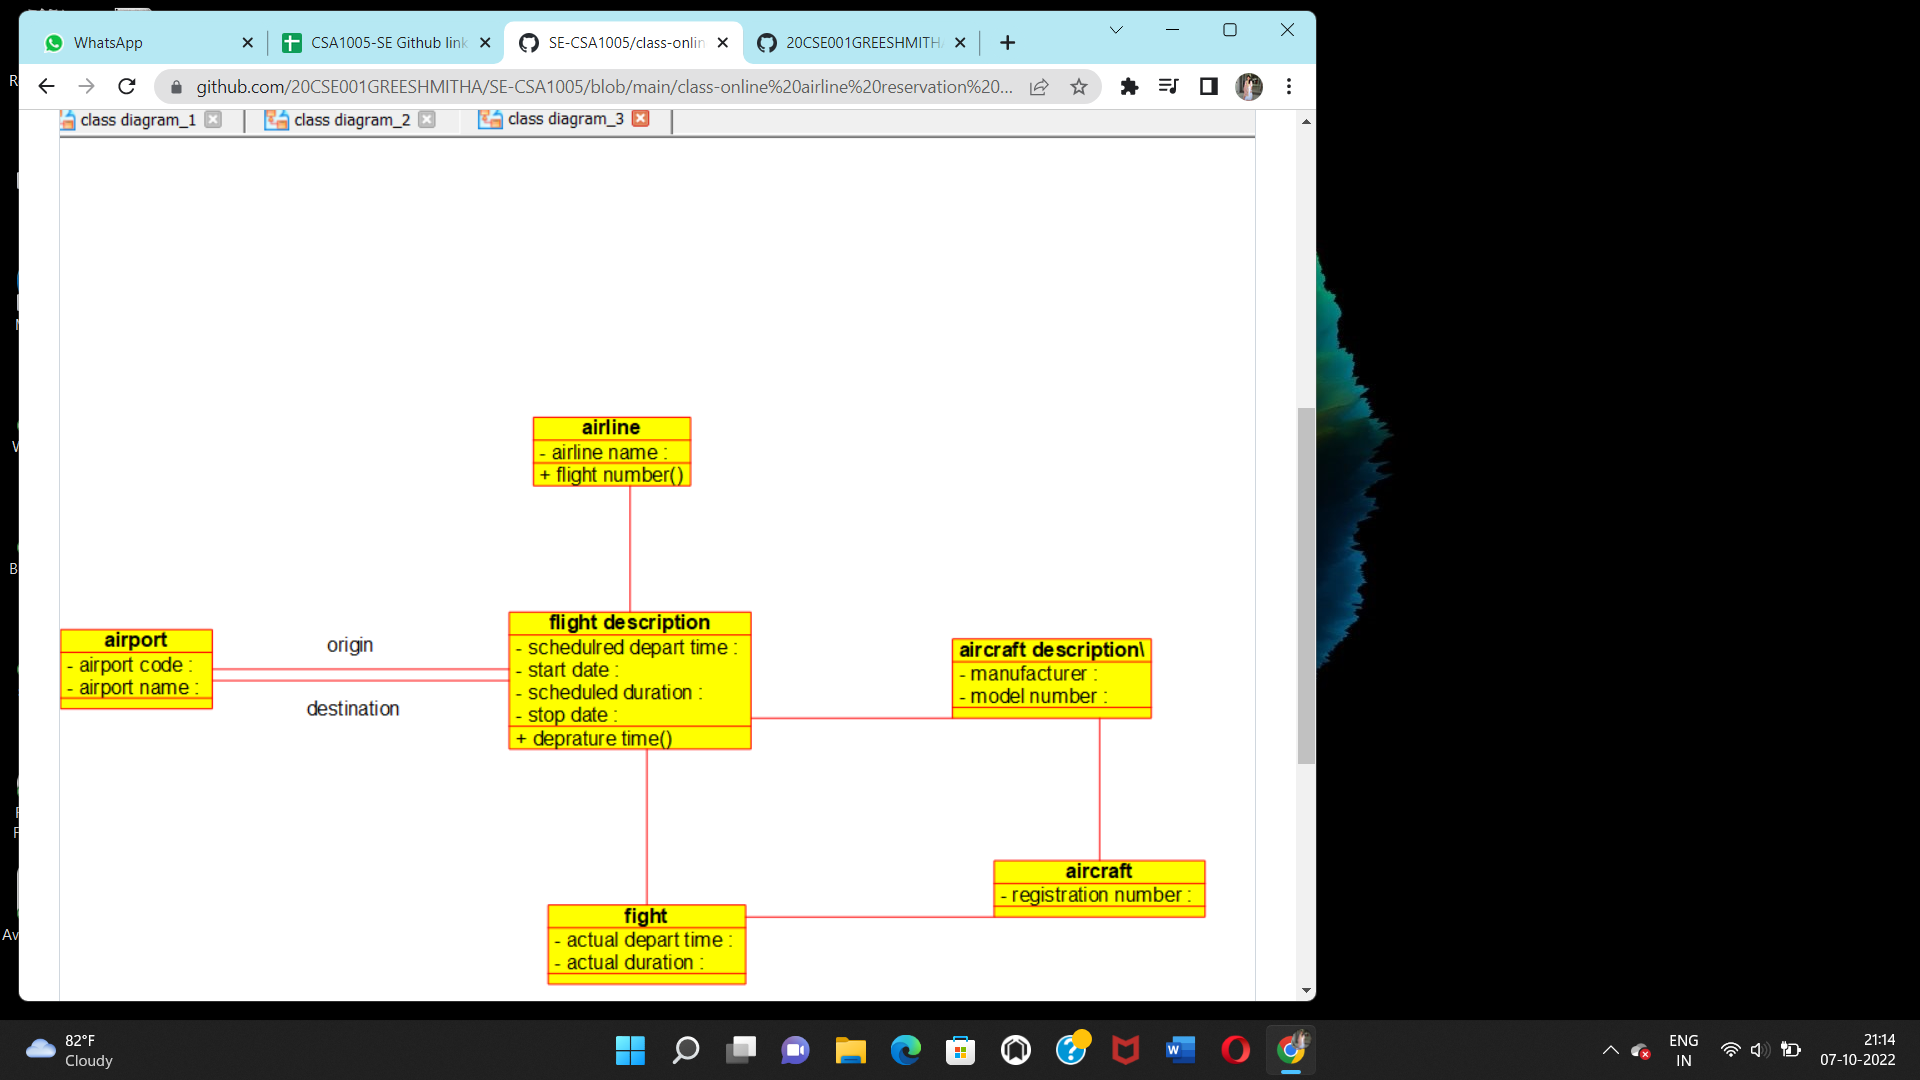 WhatsApp
CSA1005-SE Github link
SE-CSA1005/class-onlin
20CSE001GREESHMITHA
github.com/20CSE001GREESHMITHA/SE-CSA1005/blob/main/class-online%20airline%20reservation%20...
class diagram_1
class diagram_2
class diagram_3
airline
- airline name :
+ flight number()
airport
- airport code :
- airport name :
origin
destination
flight description
- schedulred depart time :
- start date :
- scheduled duration :
- stop date :
+ deprature time()
aircraft description\
- manufacturer :
- model number :
aircraft
- registration number :
fight
- actual depart time :
- actual duration :
82°F
Cloudy
ENG
IN
21:14
07-10-2022